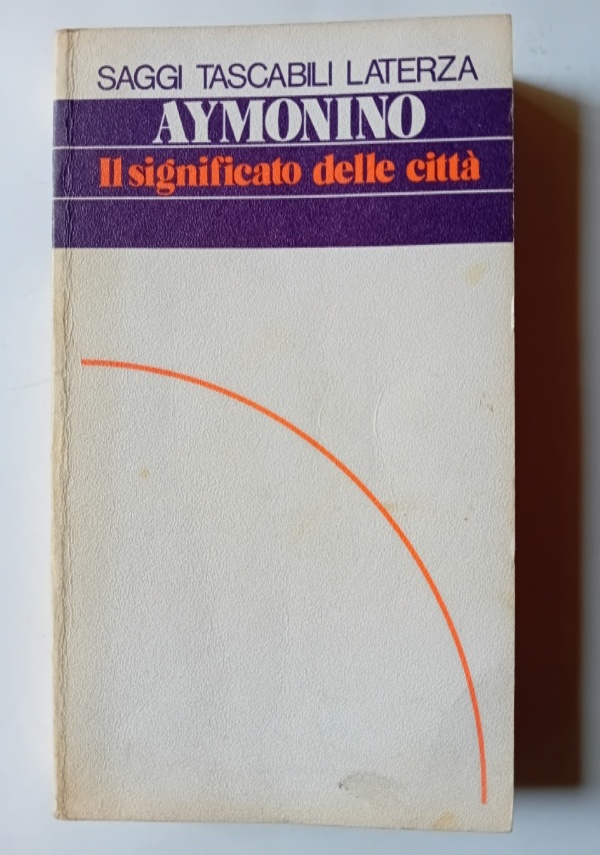 SAGGI TASCABILI LATERZA
AYMONINO
Il significato delle città